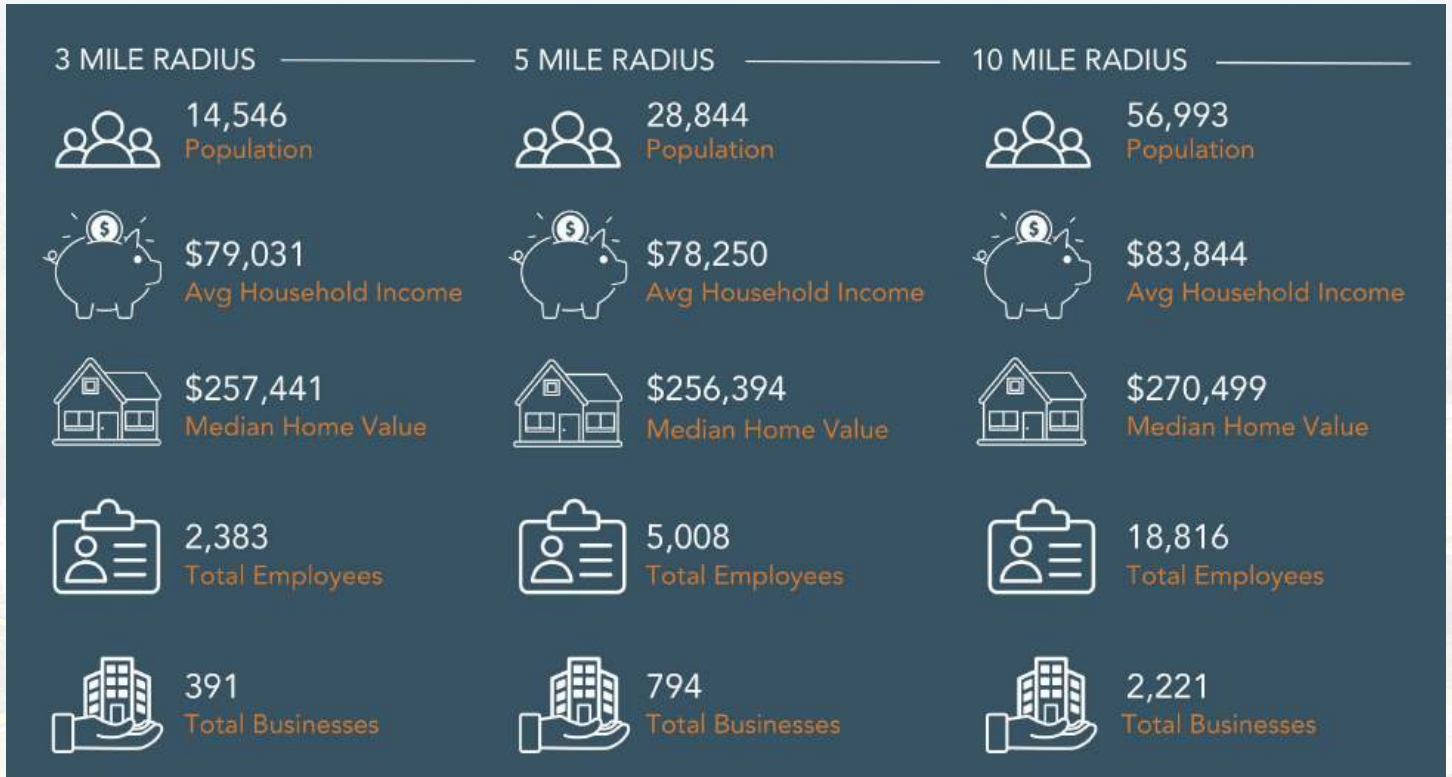 3 MILE RADIUS
14,546
Population
$79,031
Avg Household Income
$257,441
Median Home Value
2,383
Total Employees
391
Total Businesses
5 MILE RADIUS
28,844
Population
$78,250
Avg Household Income
$256,394
Median Home Value
5,008
Total Employees
794
Total Businesses
10 MILE RADIUS
56,993
Population
$83,844
Avg Household Income
$270,499
Median Home Value
18,816
Total Employees
2,221
Total Businesses